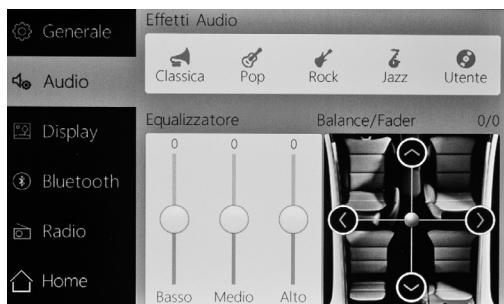 Generale
Audio
Display
Bluetooth
Radio
Home
Effetti Audio
Classica Pop Rock Jazz Utente
Equalizzatore
0 0 0
Basso Medio Alto
Balance/Fader 0/0